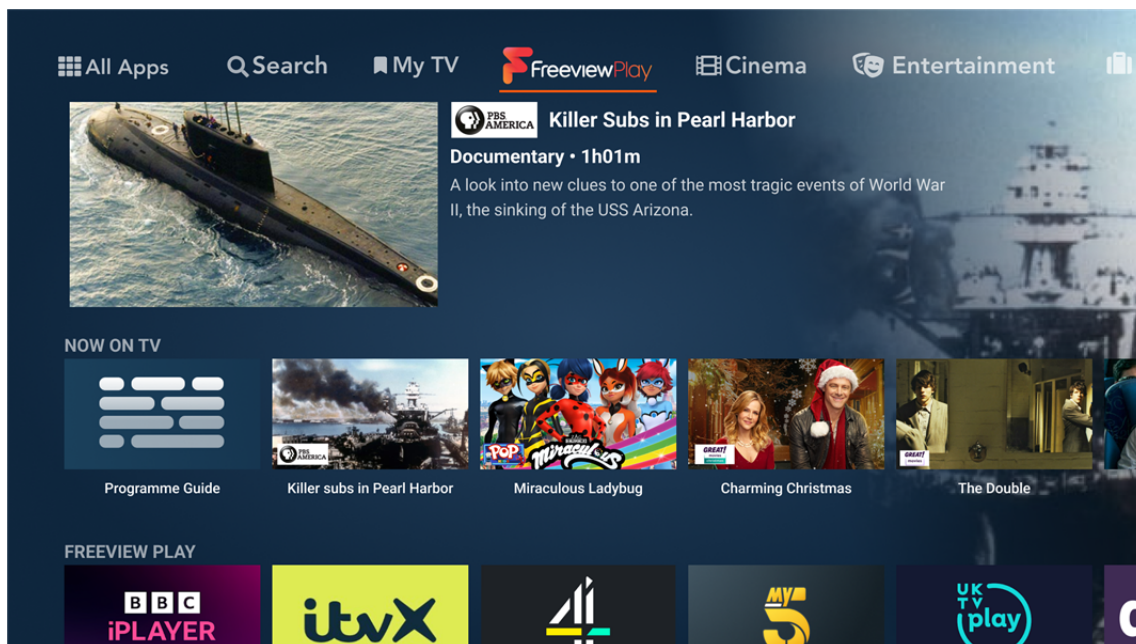 All Apps
Search
My TV
FreeviewPlay
Cinema
Entertainment
PBS AMERICA
Killer Subs in Pearl Harbor
Documentary • 1h01m
A look into new clues to one of the most tragic events of World War
II, the sinking of the USS Arizona.
NOW ON TV
PBS AMERICA
POP
Miraculous
GREAT!
GREAT!
Programme Guide
Killer subs in Pearl Harbor
Miraculous Ladybug
Charming Christmas
The Double
FREEVIEW PLAY
BBC
iPLAYER
itvX
4
MY5
UK
TV
play